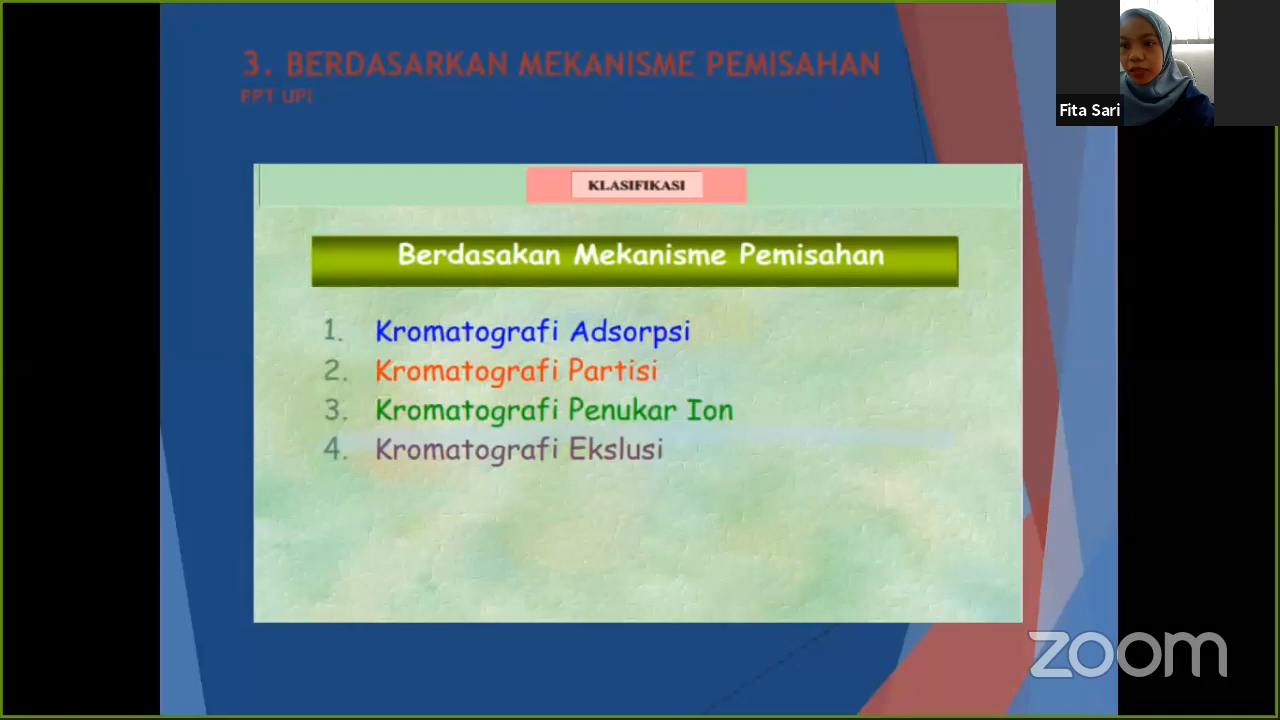 3. BERDASARKAN MEKANISME PEMISAHAN
PPT UPI
Fita Sari
KLASIFIKASI
Berdasakan Mekanisme Pemisahan
1. Kromatografi Adsorpsi
2. Kromatografi Partisi
3. Kromatografi Penukar Ion
4. Kromatografi Ekslusi
zoom